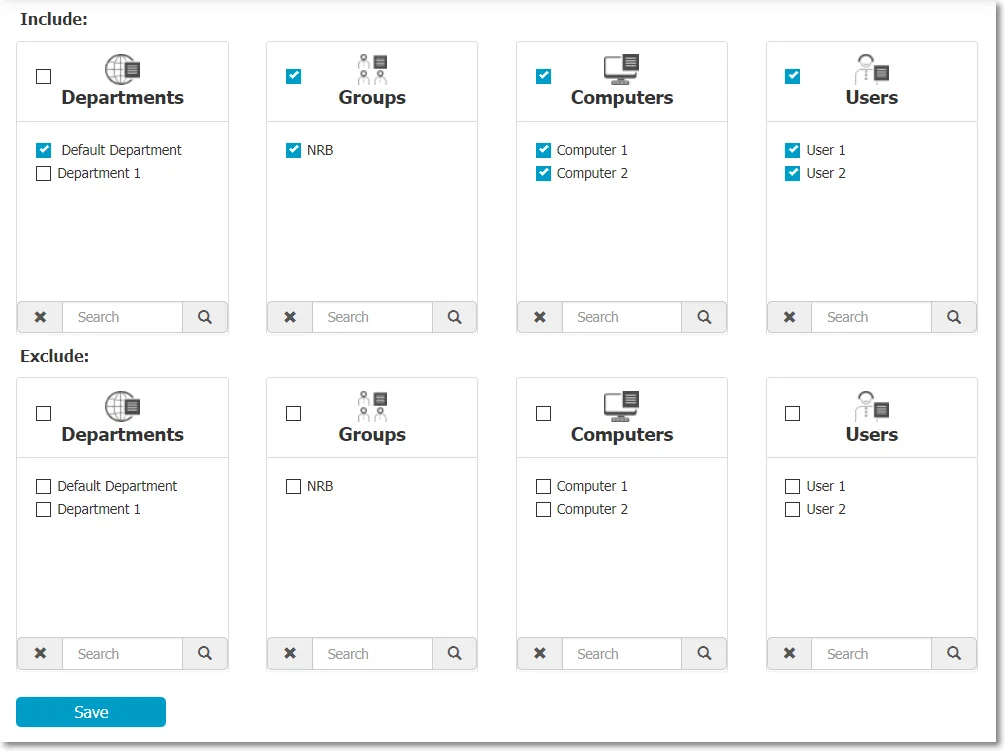 Include:
Departments
Groups
Computers
Users
Default Department
NRB
Computer 1
User 1
Department 1
Computer 2
User 2
Search
Search
Search
Search
Exclude:
Departments
Groups
Computers
Users
Default Department
NRB
Computer 1
User 1
Department 1
Computer 2
User 2
Search
Search
Search
Search
Save